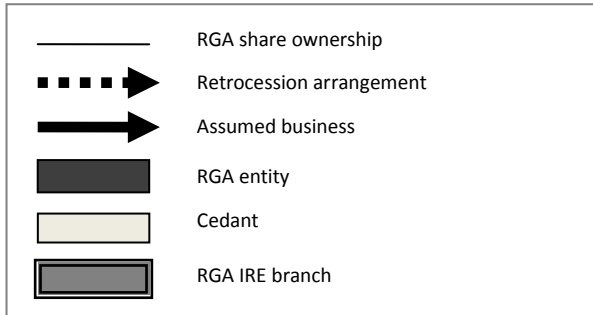 RGA share ownership
Retrocession arrangement
Assumed business
RGA entity
Cedant
RGA IRE branch